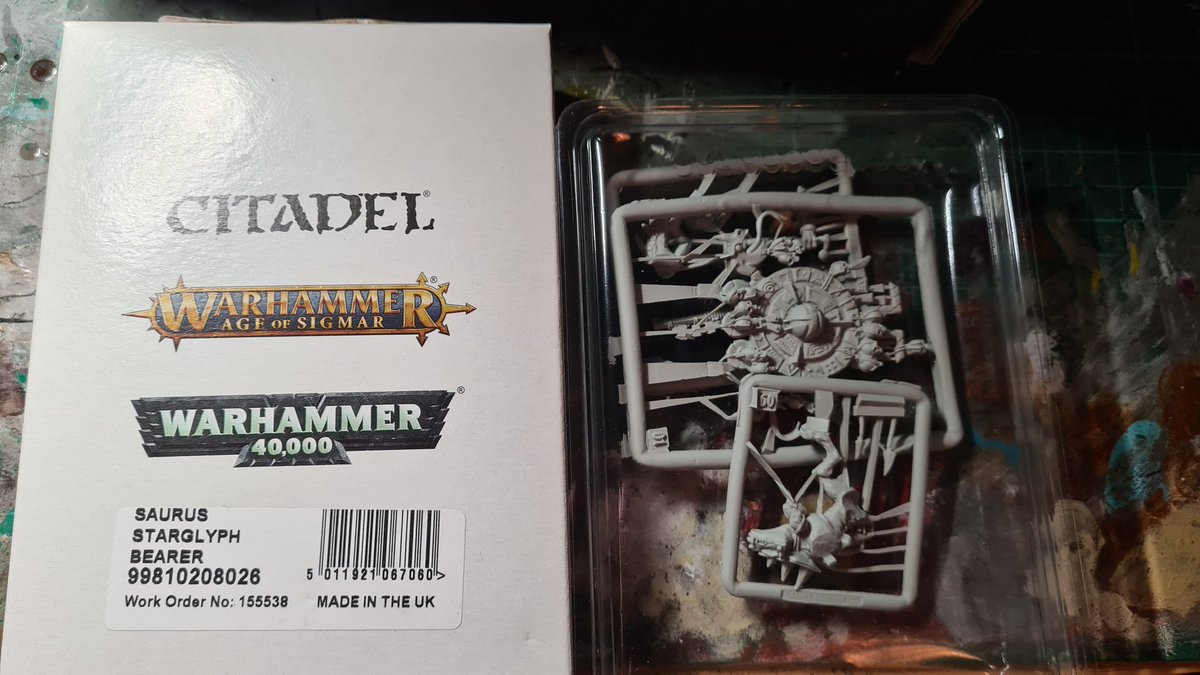 CITADEL®
WARHAMMER®
AGE OF SIGMAR
WARHAMMER®
40,000
SAURUS
STARGLYPH
BEARER
99810208026
5 011921 067060>
Work Order No: 155538 MADE IN THE UK